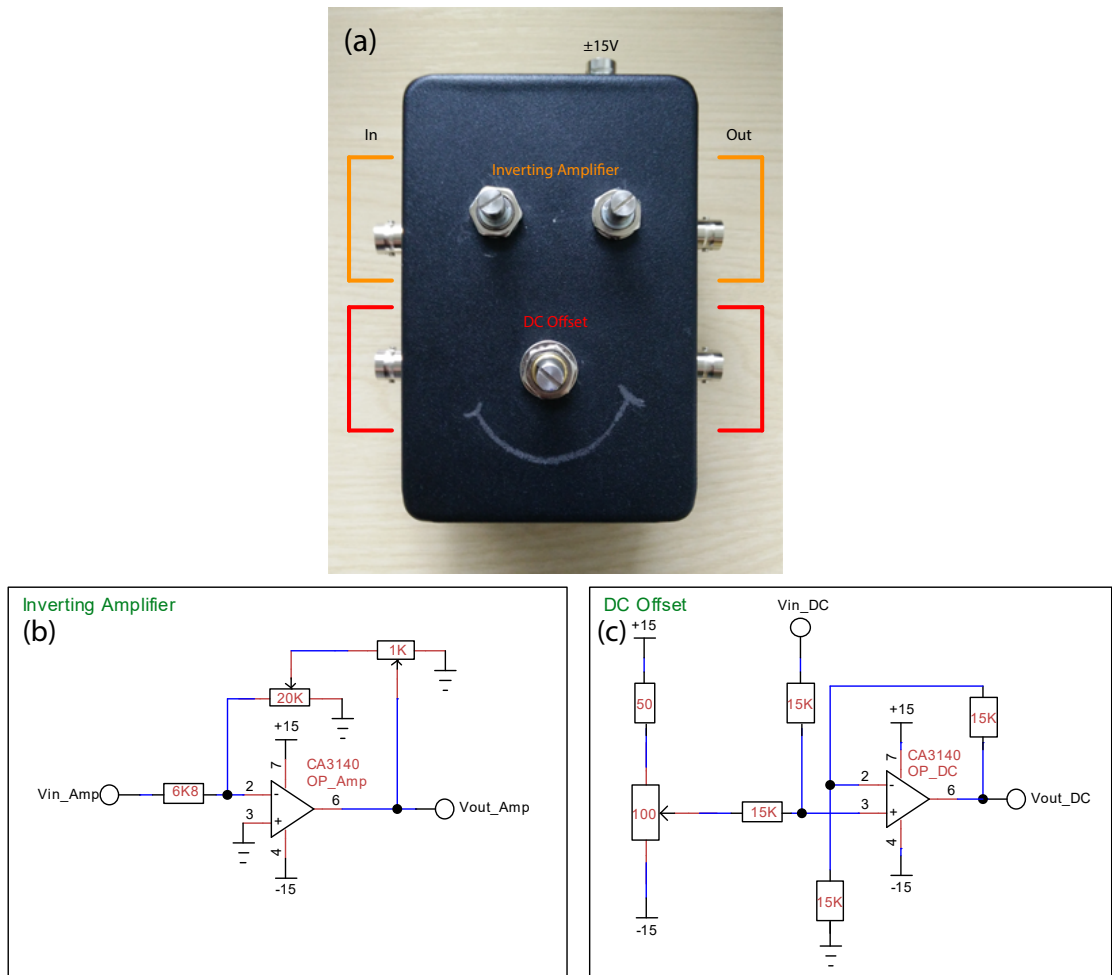 (a)
±15V
In
Out
Inverting Amplifier
DC Offset
Inverting Amplifier
(b)
1K
20K
+15
7
CA3140
OP_Amp
Vin_Amp
6K8
2
-
6
3
+
Vout_Amp
4
-15
DC Offset
(c)
Vin_DC
+15
50
15K
15K
+15
7
CA3140
OP_DC
2
-
6
100
15K
3
+
Vout_DC
4
-15
15K
-15